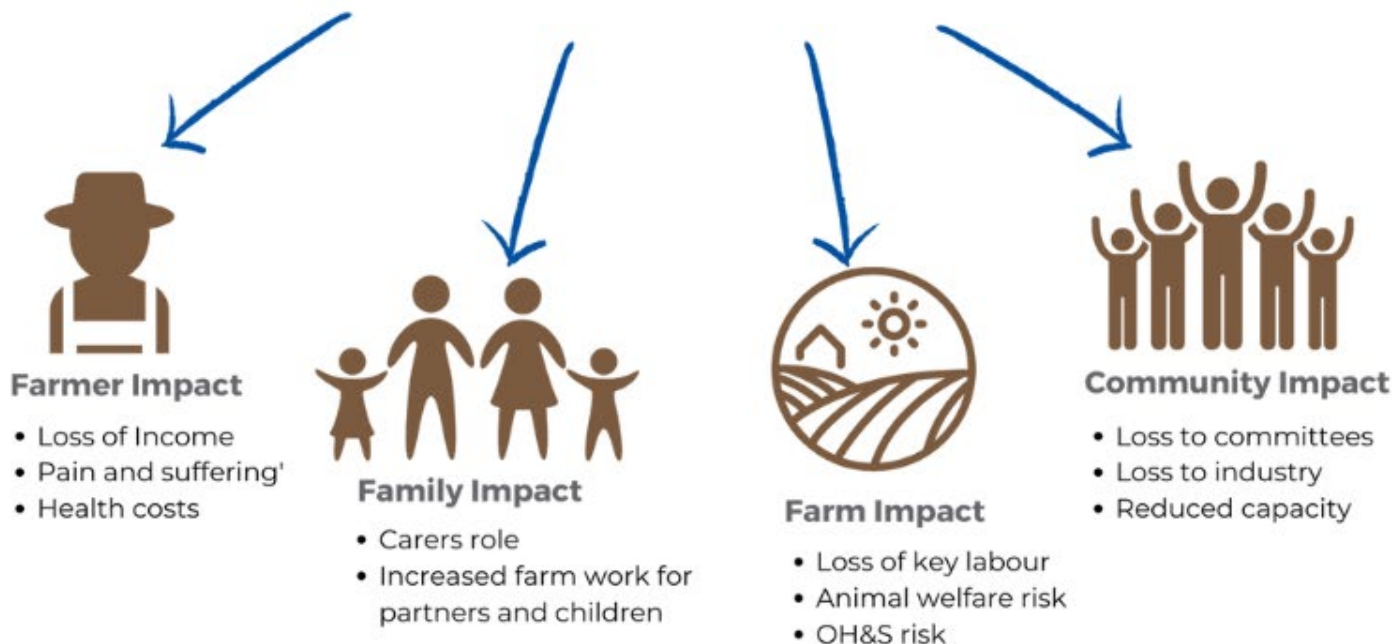 Farmer Impact
• Loss of Income
• Pain and suffering'
• Health costs
Family Impact
• Carers role
• Increased farm work for
partners and children
Farm Impact
• Loss of key labour
• Animal welfare risk
• OH&S risk
Community Impact
• Loss to committees
• Loss to industry
• Reduced capacity